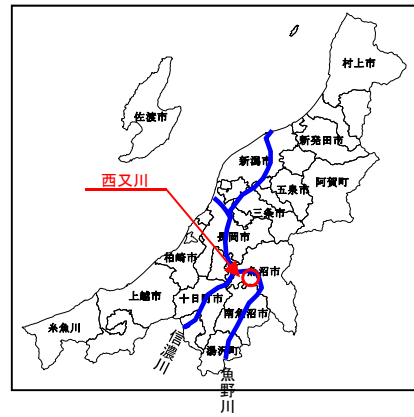 村上市
佐渡市
新発田市
新潟市
阿賀町
五泉市
西又川
三条市
長岡市
柏崎市
魚沼市
上越市
十日町市
南魚沼市
糸魚川
信濃川
湯沢町
魚野川